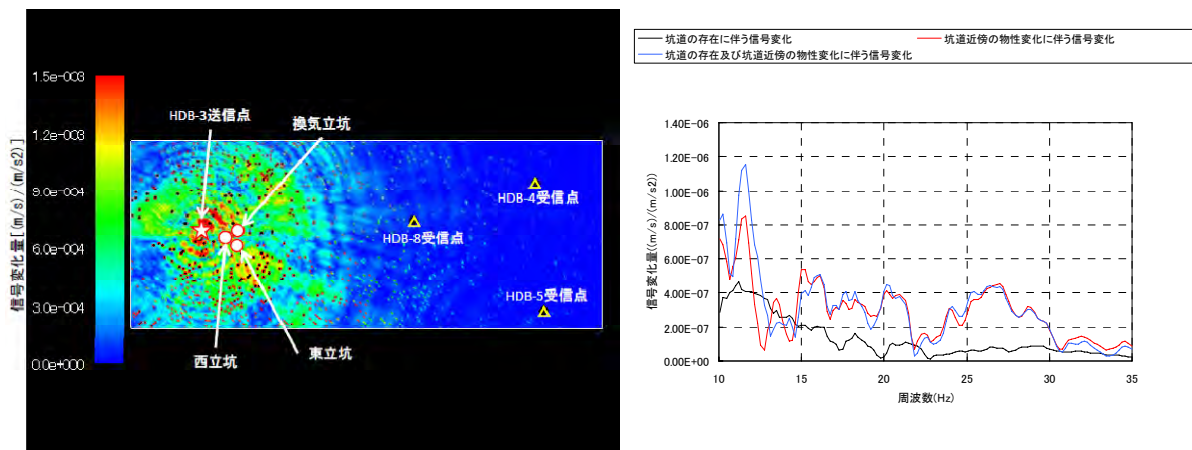 信号変化量[(m/s)/(m/s2)]
1.5e-003
1.2e-003
9.0e-004
6.0e-004
3.0e-004
0.0e+000
HDB-3送信点
換気立坑
HDB-4受信点
HDB-8受信点
HDB-5受信点
西立坑
東立坑
坑道の存在に伴う信号変化
坑道近傍の物性変化に伴う信号変化
坑道の存在及び坑道近傍の物性変化に伴う信号変化
信号変化量((m/s)/(m/s2))
1.40E-06
1.20E-06
1.00E-06
8.00E-07
6.00E-07
4.00E-07
2.00E-07
0.00E+00
10 15 20 25 30 35
周波数(Hz)